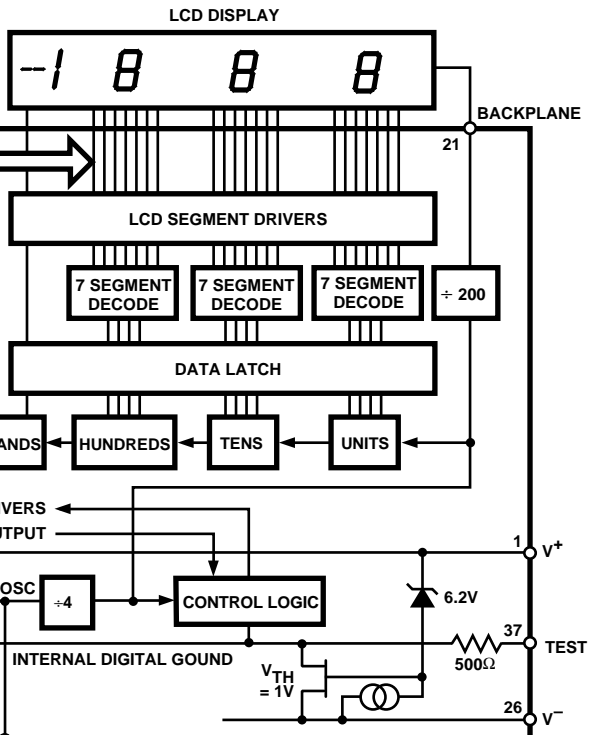 LCD DISPLAY
BACKPLANE
21
LCD SEGMENT DRIVERS
7 SEGMENT
DECODE
7 SEGMENT
DECODE
7 SEGMENT
DECODE
÷ 200
DATA LATCH
ANDS
HUNDREDS
TENS
UNITS
IVERS
UTPUT
1
V+
OSC
÷4
CONTROL LOGIC
6.2V
37
TEST
500Ω
INTERNAL DIGITAL GOUND
VTH
= 1V
26
V–
-1 8 8 8